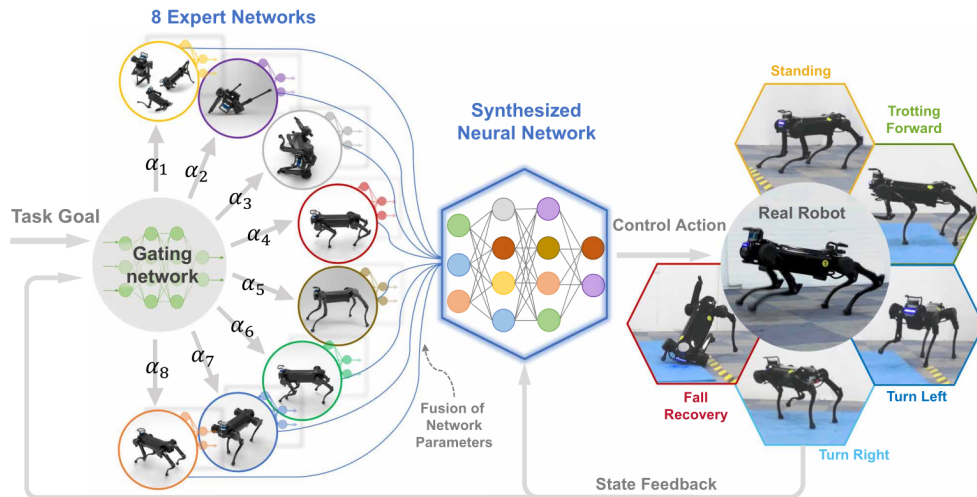 8 Expert Networks
Synthesized
Neural Network
Task Goal
Gating
network
α1
α2
α3
α4
α5
α6
α7
α8
Fusion of
Network
Parameters
Control Action
Real Robot
Standing
Trotting
Forward
Turn Left
Turn Right
Fall
Recovery
State Feedback